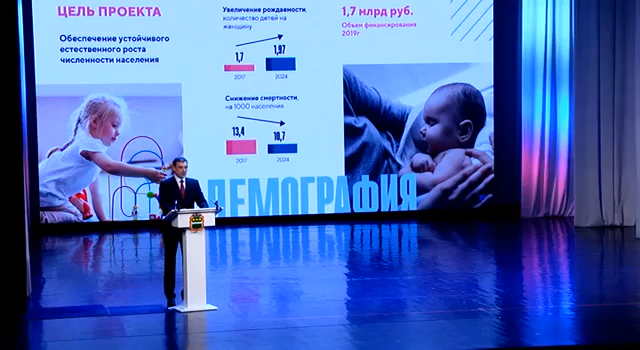 ЦЕЛЬ ПРОЕКТА
Обеспечение устойчивого
естественного роста
численности населения
Увеличение рождаемости,
количество детей на
женщину
1,7
1,97
2017
2024
Снижение смертности,
на 1000 населения
13,4
10,7
2017
2024
1,7 млрд руб.
Объем финансирования
2019г
ДЕМОГРАФИЯ